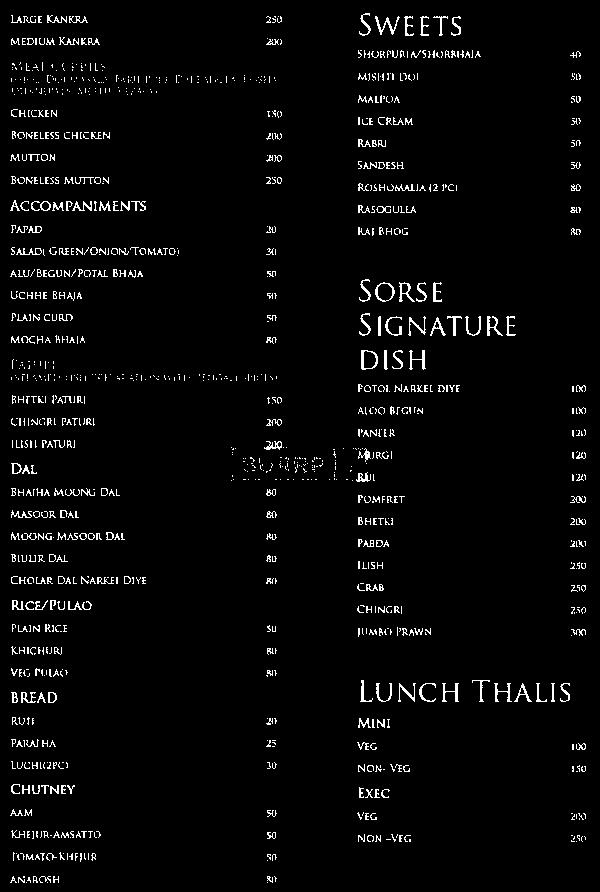 Large Kankra 250
Medium Kankra 200
Chicken 150
Boneless Chicken 200
Mutton 200
Boneless Mutton 250
Accompaniments
Papad 20
Salad( Green/Onion/Tomato) 30
Alu/Begun/Potal Bhaja 50
Uchhe Bhaja 50
Plain Curd 50
Mocha Bhaja 80
Paturi
Bhetki Paturi 150
Chingri Paturi 200
Ilish Paturi 200
Dal
Bhatha Moong Dal 80
Masoor Dal 80
Moong Masoor Dal 80
Biulir Dal 80
Cholar Dal Narkel Diye 80
Rice/Pulao
Plain Rice 50
Khichuri 80
Veg Pulao 80
Bread
Ruti 20
Paratha 25
Luchi(2pc) 30
Chutney
Aam 50
Khejur-Amsatto 50
Tomato-Khejur 50
Anarosh 80
Sweets
Shorpuria/Shorbhaja 40
Mishti Doi 50
Malpoa 50
Ice Cream 50
Rabri 50
Sandesh 50
Roshomalia (2 pc) 80
Rasogulla 80
Raj Bhog 80
Sorse
Signature
Dish
Potol Narkel Diye 100
Aloo Begun 100
Paneer 120
Murgi 120
Rui 120
Pomfret 200
Bhetki 200
Pabda 200
Ilish 250
Crab 250
Chingri 250
Jumbo Prawn 300
Lunch Thalis
Mini
Veg 100
Non- Veg 150
Exec
Veg 200
Non -Veg 250
BURRP